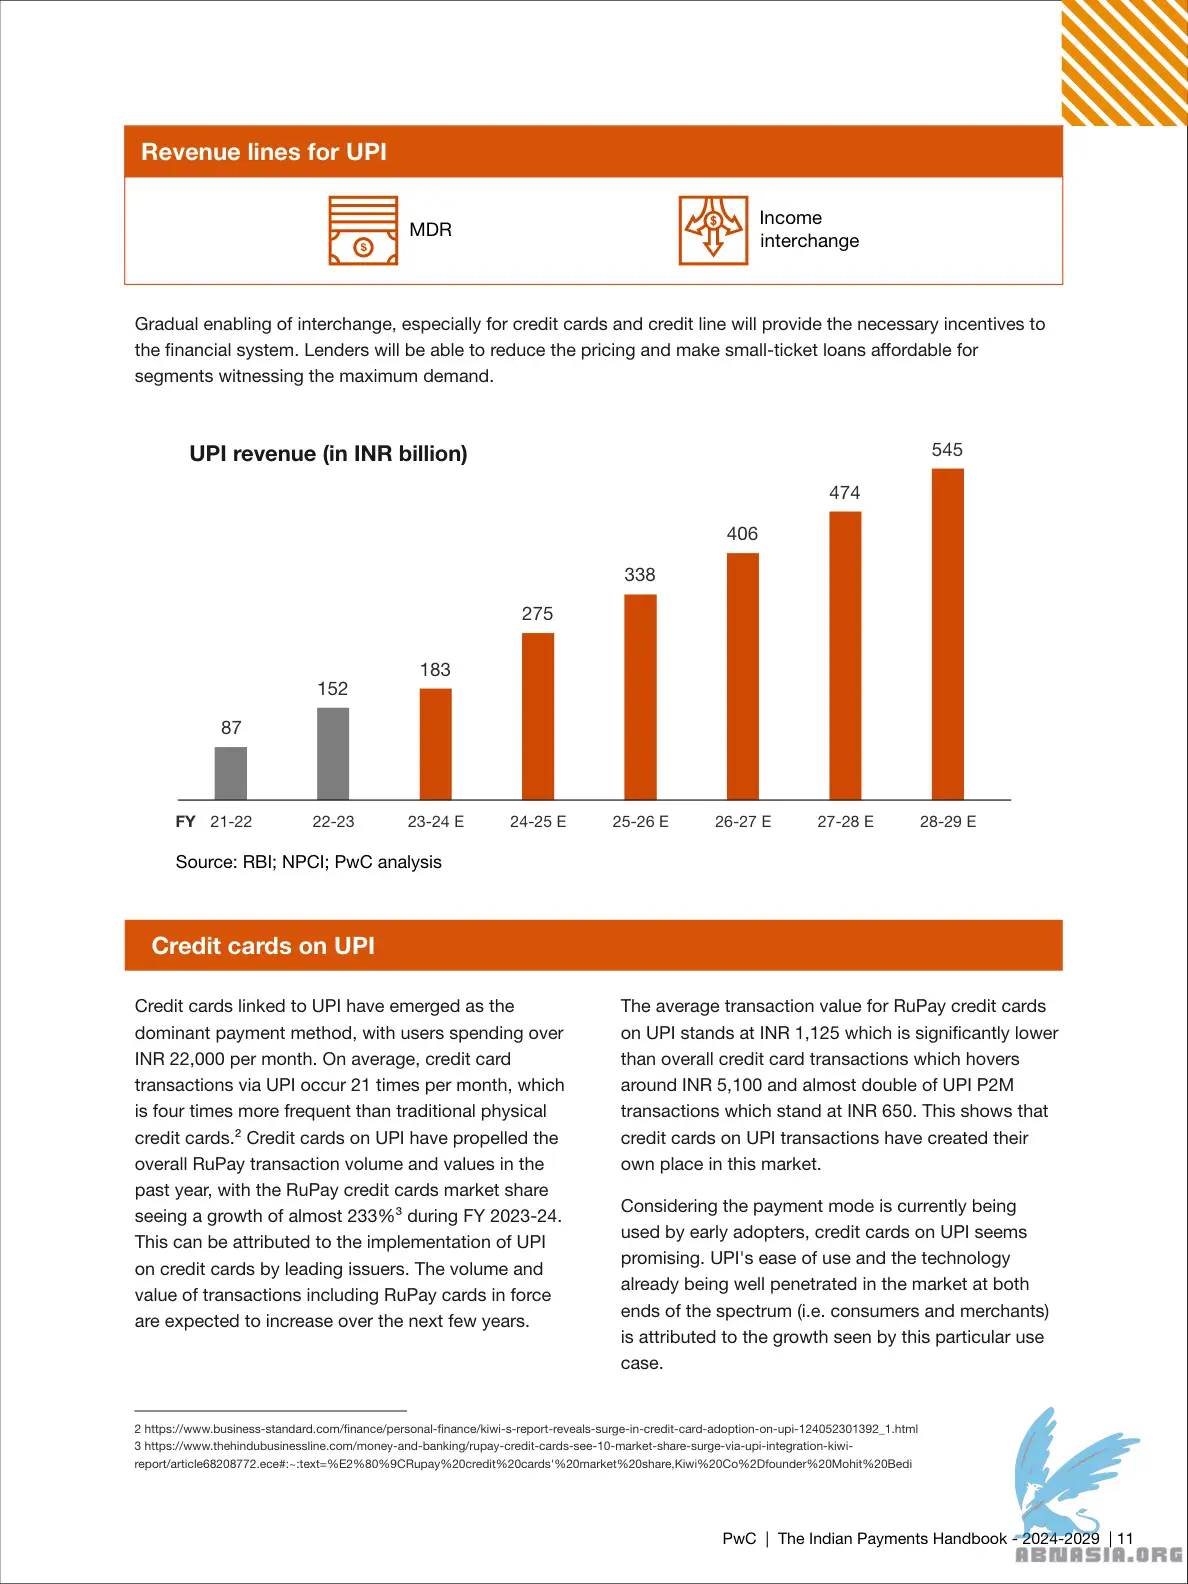 Revenue lines for UPI
MDR
Income
interchange
Gradual enabling of interchange, especially for credit cards and credit line will provide the necessary incentives to
the financial system. Lenders will be able to reduce the pricing and make small-ticket loans affordable for
segments witnessing the maximum demand.
UPI revenue (in INR billion)
87
152
183
275
338
406
474
545
FY 21-22 22-23 23-24 E 24-25 E 25-26 E 26-27 E 27-28 E 28-29 E
Source: RBI; NPCI; PwC analysis
Credit cards on UPI
Credit cards linked to UPI have emerged as the
dominant payment method, with users spending over
INR 22,000 per month. On average, credit card
transactions via UPI occur 21 times per month, which
is four times more frequent than traditional physical
credit cards.² Credit cards on UPI have propelled the
overall RuPay transaction volume and values in the
past year, with the RuPay credit cards market share
seeing a growth of almost 233%³ during FY 2023-24.
This can be attributed to the implementation of UPI
on credit cards by leading issuers. The volume and
value of transactions including RuPay cards in force
are expected to increase over the next few years.
The average transaction value for RuPay credit cards
on UPI stands at INR 1,125 which is significantly lower
than overall credit card transactions which hovers
around INR 5,100 and almost double of UPI P2M
transactions which stand at INR 650. This shows that
credit cards on UPI transactions have created their
own place in this market.
Considering the payment mode is currently being
used by early adopters, credit cards on UPI seems
promising. UPI's ease of use and the technology
already being well penetrated in the market at both
ends of the spectrum (i.e. consumers and merchants)
is attributed to the growth seen by this particular use
case.
2 https://www.business-standard.com/finance/personal-finance/kiwi-s-report-reveals-surge-in-credit-card-adoption-on-upi-124052301392_1.html
3 https://www.thehindubusinessline.com/money-and-banking/rupay-credit-cards-see-10-market-share-surge-via-upi-integration-kiwi-
report/article68208772.ece#:~:text=%E2%80%9CRupay%20credit%20cards'%20market%20share,Kiwi%20Co%2Dfounder%20Mohit%20Bedi
PwC | The Indian Payments Handbook - 2024-2029 | 11
ABMASIA.ORG